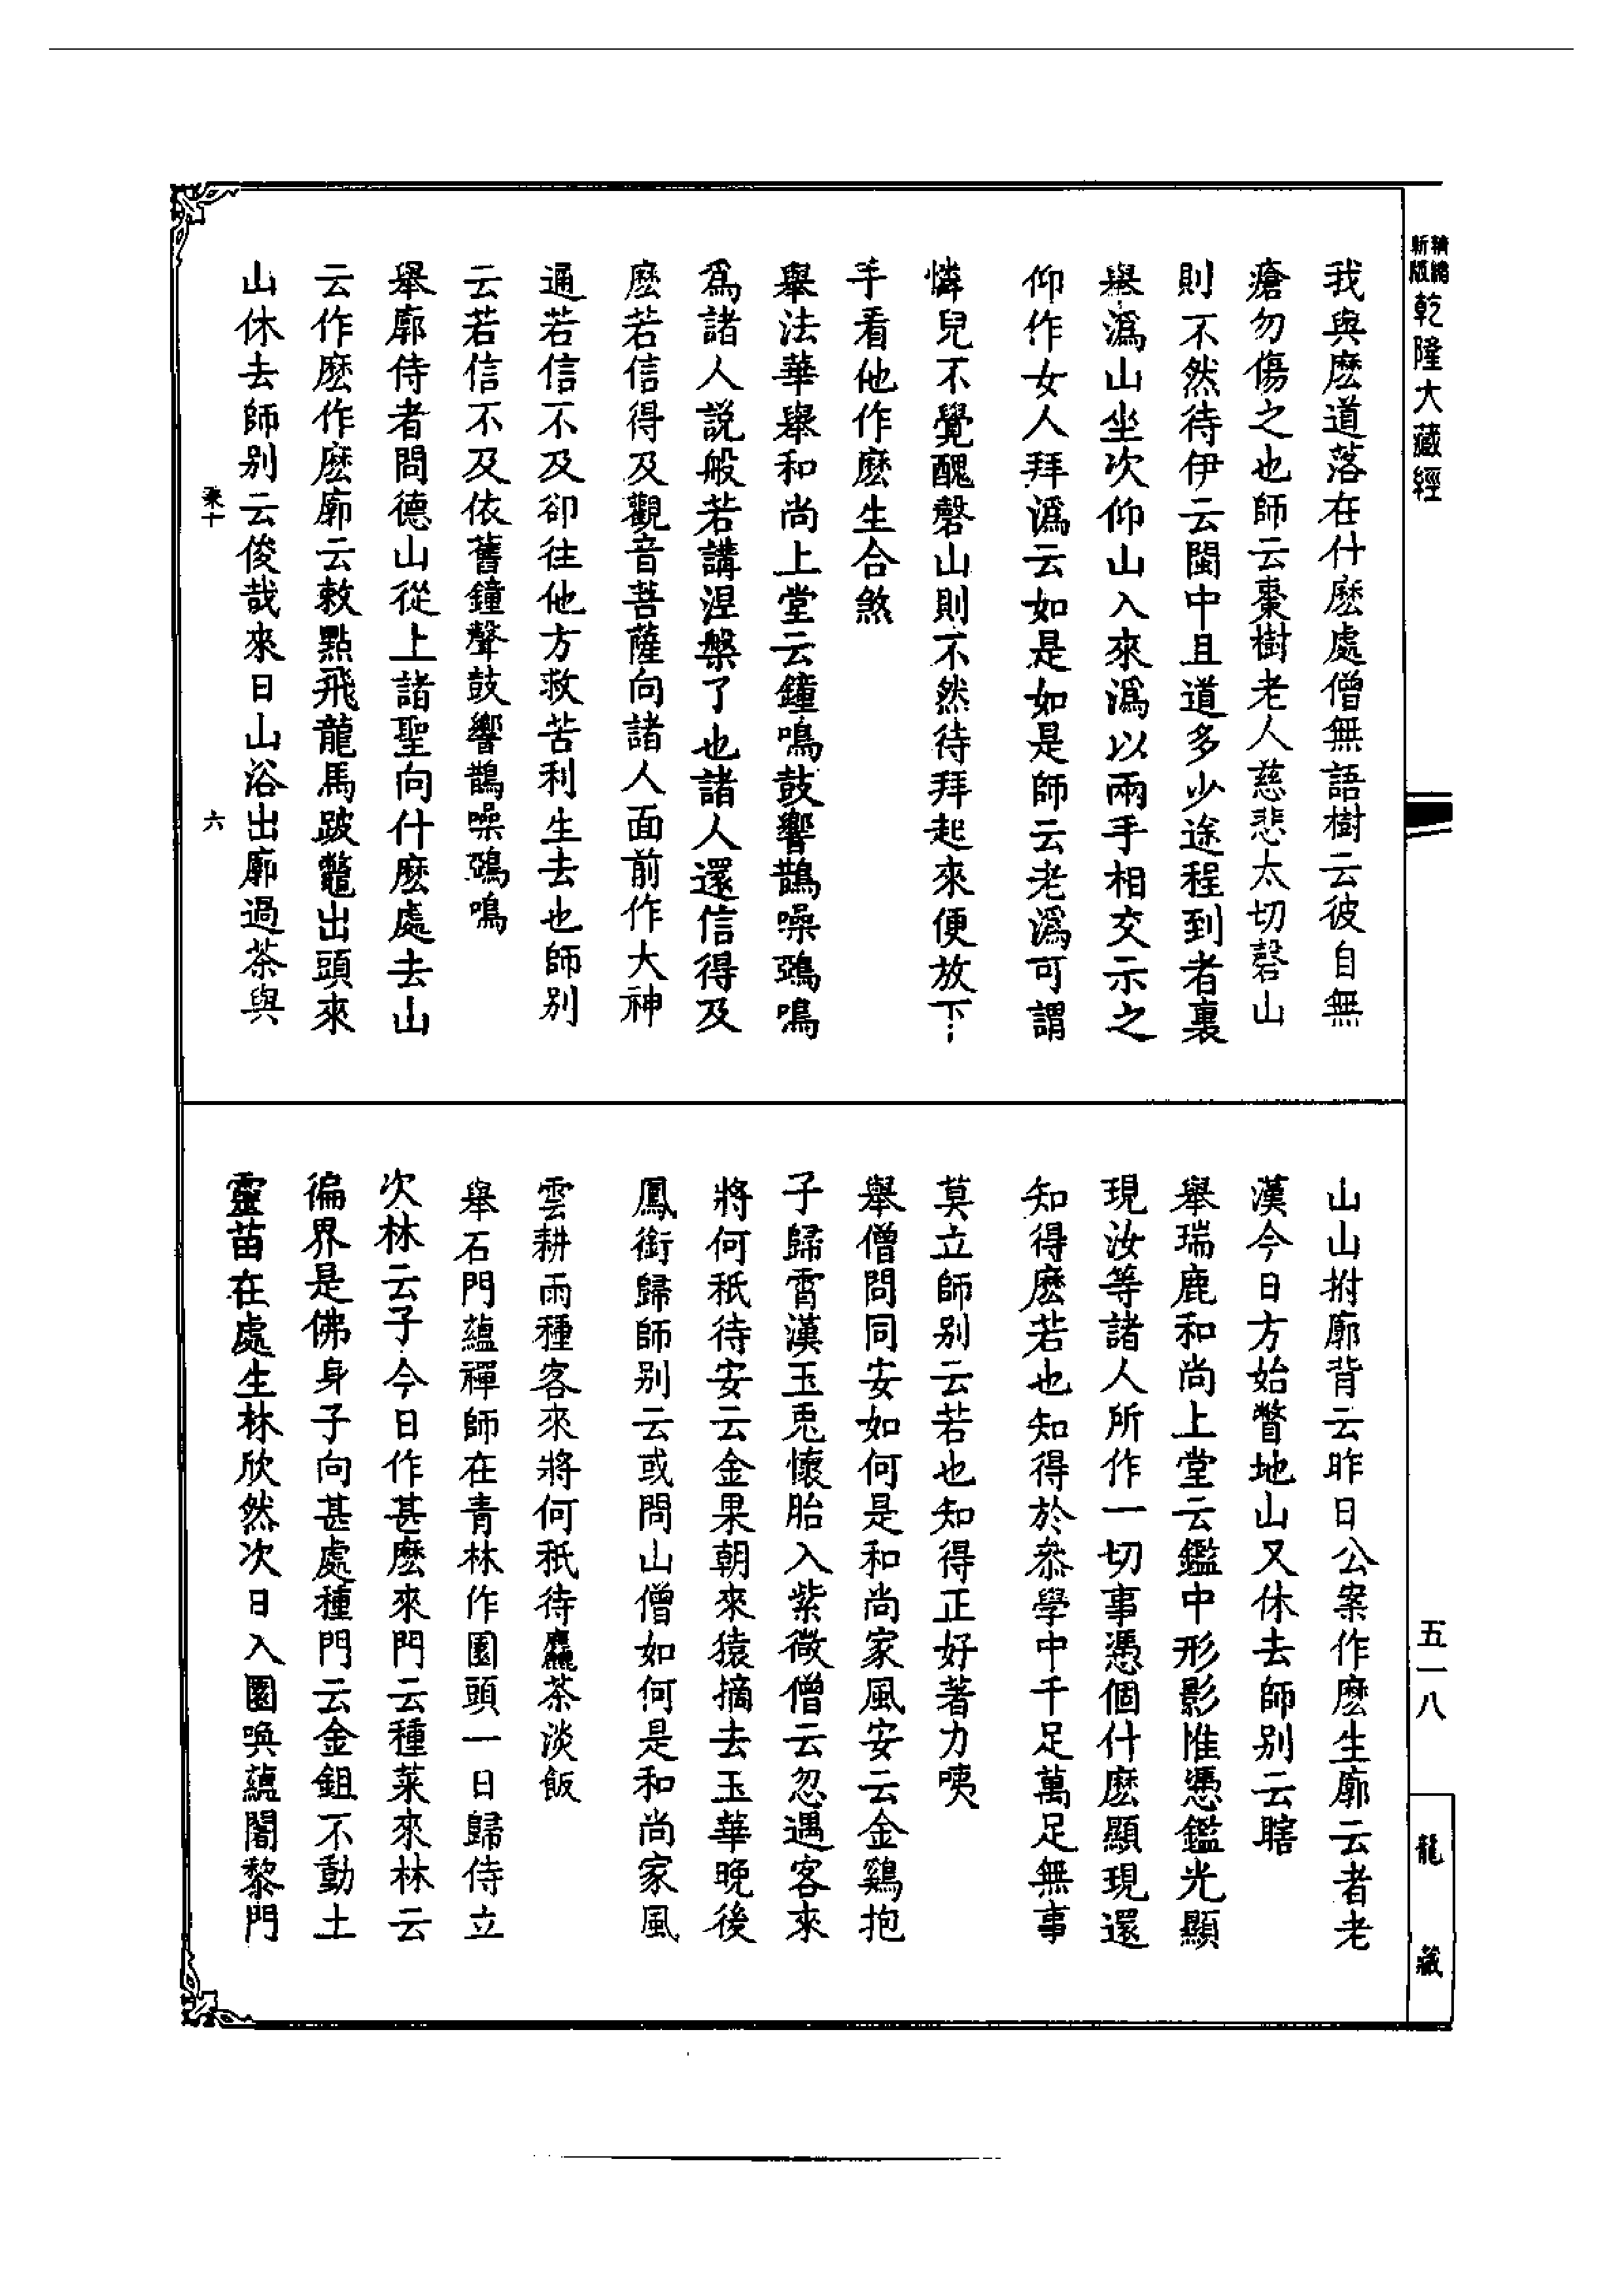 新編精版
乾隆大藏經
我與麽道落在什麽處僧無語樹云彼自無
瘡勿傷之也師云棗樹老人慈悲太切磬山
則不然待伊云閩中且道多少途程到者裏
舉溈山坐次仰山入來溈以兩手相交示之
仰作女人拜溈云如是如是師云老溈可謂
憐兒不覺醜磬山則不然待拜起來便放下
手看他作麽生合煞
舉法華舉和尚上堂云鐘鳴鼓響鵲噪鴉鳴
爲諸人説般若講涅槃了也諸人還信得及
麽若信得及觀音菩薩向諸人面前作大神
通若信不及卻往他方救苦利生去也師别
云若信不及依舊鐘聲鼓響鵲噪鴉鳴
舉廓侍者問德山從上諸聖向什麽處去山
云作麽作麽廓云敕點飛龍馬跛鼈出頭來
山休去師别云俊哉來日山浴出廓過茶與
六
山山拊廓背云昨日公案作麽生廓云者老
漢今日方始瞥地山又休去師别云瞎
舉瑞鹿和尚上堂云鑑中形影惟憑鑑光顯
現汝等諸人所作一切事憑個什麽顯現還
知得麽若也知得於叅學中千足萬足無事
莫立師别云若也知得正好著力咦
舉僧問同安如何是和尚家風安云金鷄抱
子歸霄漢玉兎懷胎入紫微僧云忽遇客來
將何秖待安云金果朝來猿摘去玉華晚後
鳳銜歸師别云或問山僧如何是和尚家風
雲耕雨種客來將何秖待麤茶淡飯
舉石門蘊禪師在青林作園頭一日歸侍立
次林云子今日作甚麽來門云種菜來林云
徧界是佛身子向甚處種門云金鉏不動土
靈苗在處生林欣然次日入園喚蘊闍黎門
五一八
龍藏